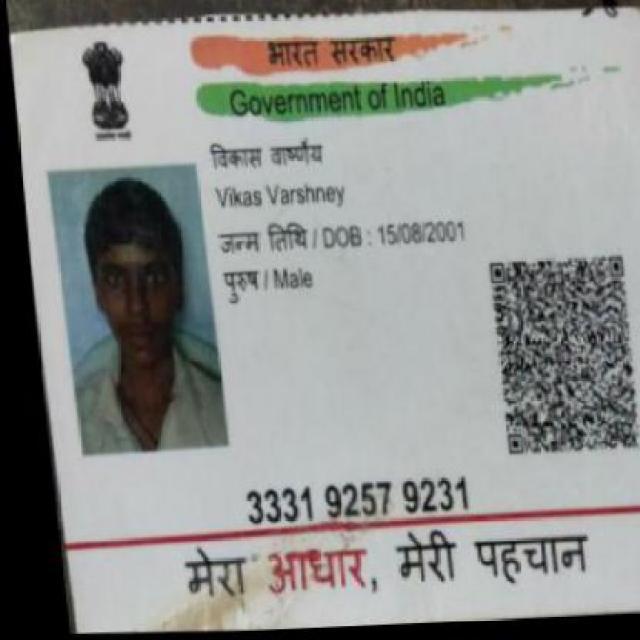 भारत सरकार
Government of India
विकास वार्ष्णेय
Vikas Varshney
जन्म तिथि / DOB : 15/08/2001
पुरुष / Male
3331 9257 9231
मेरा आधार, मेरी पहचान